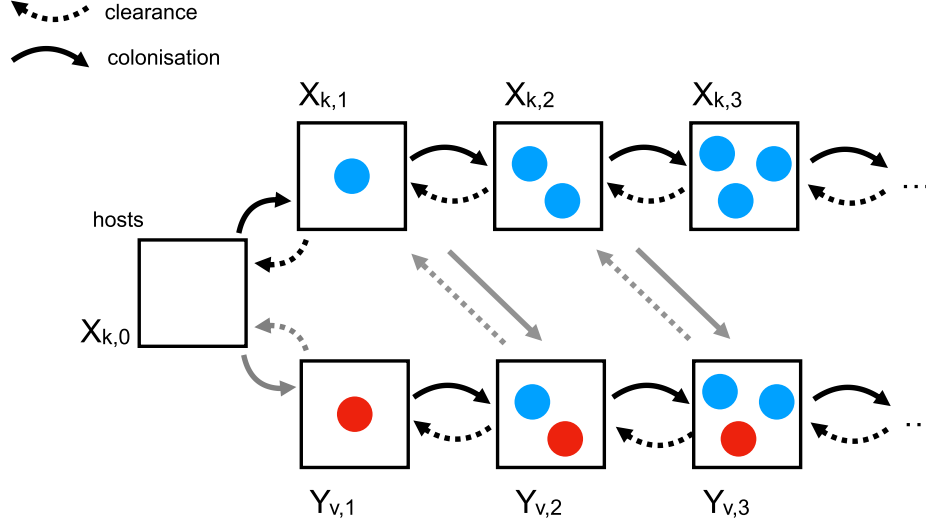 clearance
colonisation
Xk,1 Xk,2 Xk,3
...
hosts
Xk,0
...
Yv,1 Yv,2 Yv,3